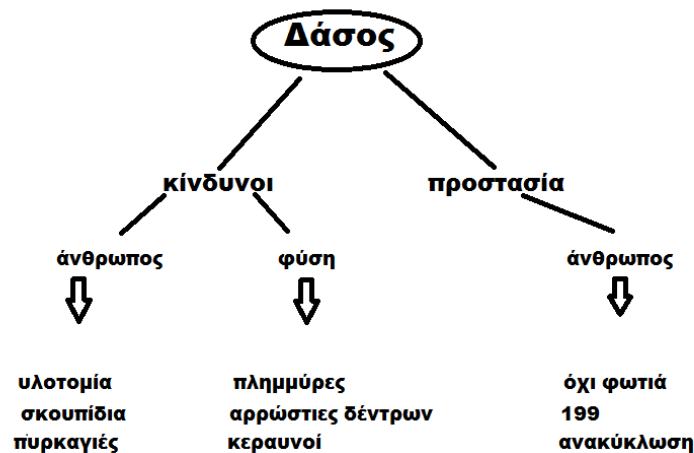 Δάσος
κίνδυνοι προστασία
άνθρωπος φύση άνθρωπος
υλοτομία πλημμύρες όχι φωτιά
σκουπίδια αρρώστιες δέντρων 199
πυρκαγιές κεραυνοί ανακύκλωση